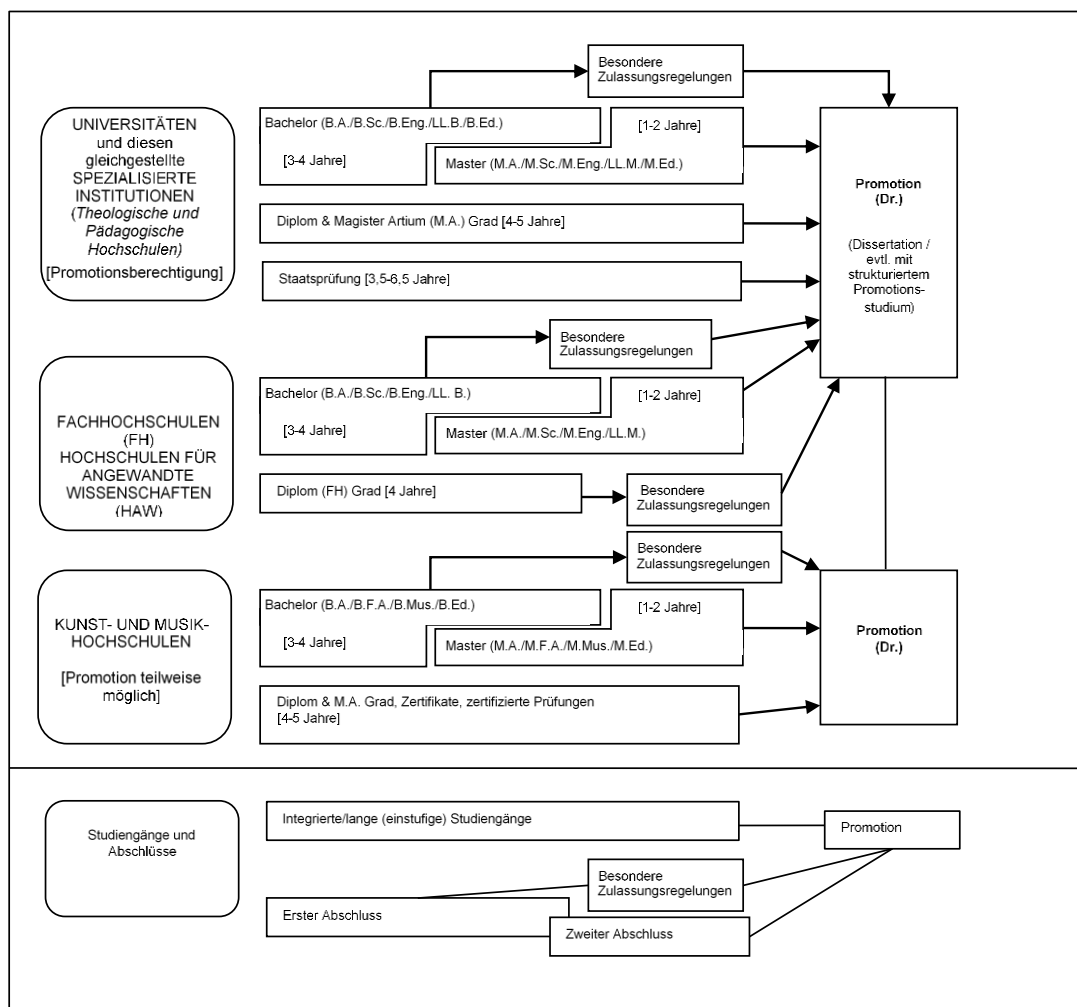 Besondere
Zulassungsregelungen
UNIVERSITÄTEN
und diesen
gleichgestellte
SPEZIALISIERTE
INSTITUTIONEN
(Theologische und
Pädagogische
Hochschulen)
[Promotionsberechtigung]
Bachelor (B.A./B.Sc./B.Eng./LL.B./B.Ed.)
[1-2 Jahre]
[3-4 Jahre]
Master (M.A./M.Sc./M.Eng./LL.M./M.Ed.)
Diplom & Magister Artium (M.A.) Grad [4-5 Jahre]
Staatsprüfung [3,5-6,5 Jahre]
Promotion
(Dr.)
(Dissertation /
evtl. mit
strukturiertem
Promotions-
studium)
Besondere
Zulassungsregelungen
FACHHOCHSCHULEN
(FH)
HOCHSCHULEN FÜR
ANGEWANDTE
WISSENSCHAFTEN
(HAW)
Bachelor (B.A./B.Sc./B.Eng./LL. B.)
[1-2 Jahre]
[3-4 Jahre]
Master (M.A./M.Sc./M.Eng./LL.M.)
Diplom (FH) Grad [4 Jahre]
Besondere
Zulassungsregelungen
Besondere
Zulassungsregelungen
KUNST- UND MUSIK-
HOCHSCHULEN
[Promotion teilweise
möglich]
Bachelor (B.A./B.F.A./B.Mus./B.Ed.)
[1-2 Jahre]
[3-4 Jahre]
Master (M.A./M.F.A./M.Mus./M.Ed.)
Diplom & M.A. Grad, Zertifikate, zertifizierte Prüfungen
[4-5 Jahre]
Promotion
(Dr.)
Studiengänge und
Abschlüsse
Integrierte/lange (einstufige) Studiengänge
Promotion
Besondere
Zulassungsregelungen
Erster Abschluss
Zweiter Abschluss